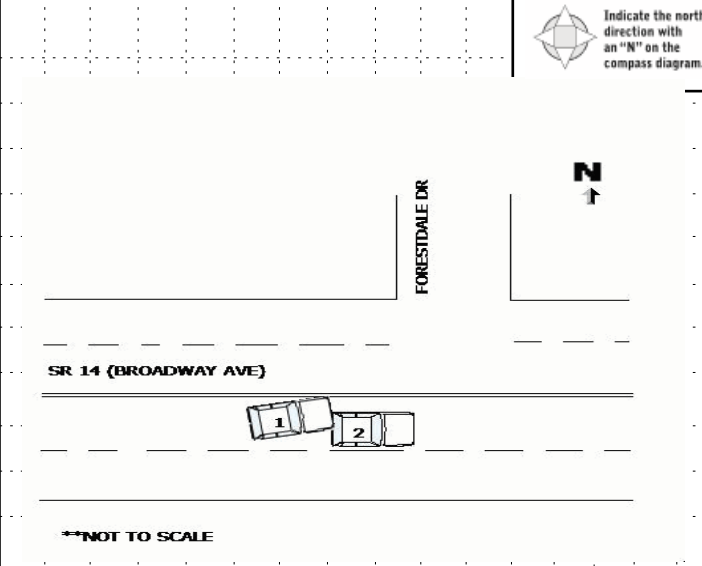 Indicate the north
direction with
an "N" on the
compass diagram.
N
FORESTDALE DR
SR 14 (BROADWAY AVE)
1
2
**NOT TO SCALE